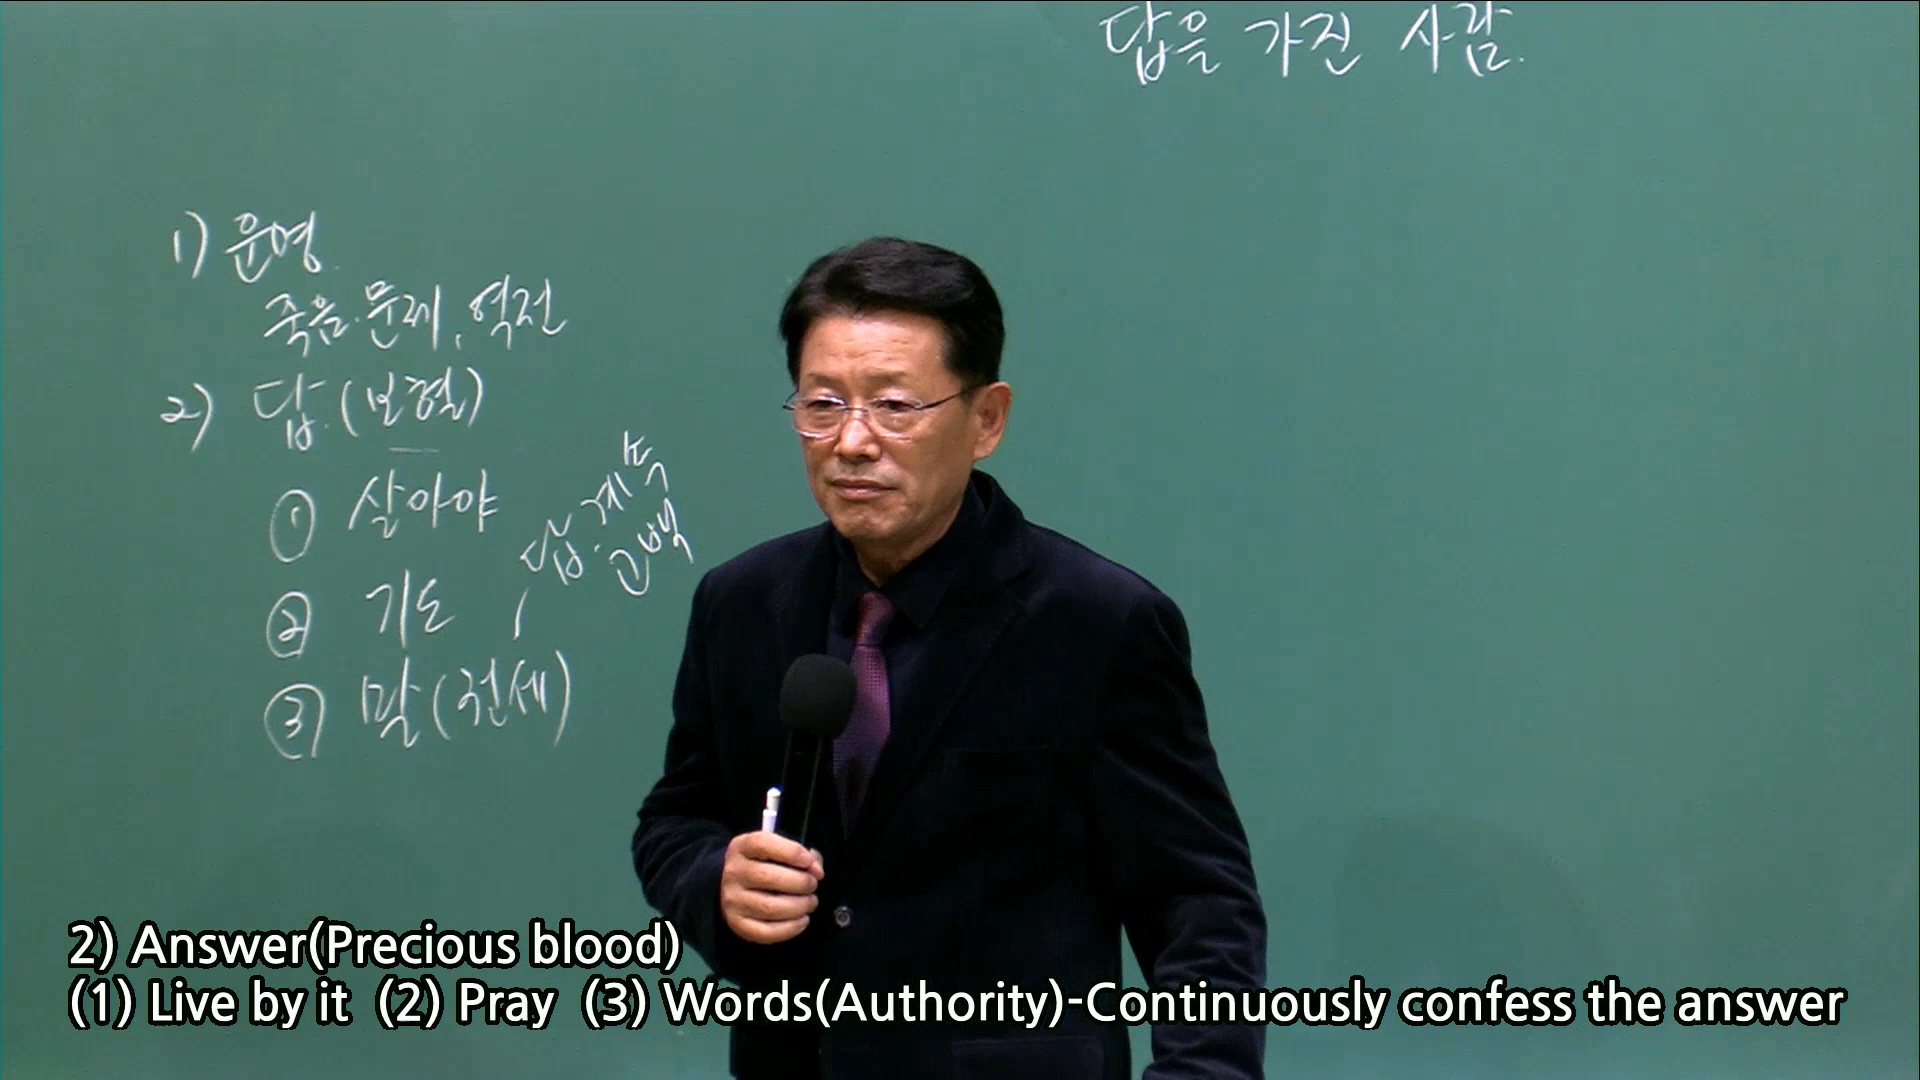 답을 가진 사람.
1) 운명.
죽음.문제, 역전
2) 답.(보혈)
① 살아야
② 기도
③ 말(권세)
답. 계속
고백
2) Answer(Precious blood)
(1) Live by it (2) Pray (3) Words(Authority)-Continuously confess the answer